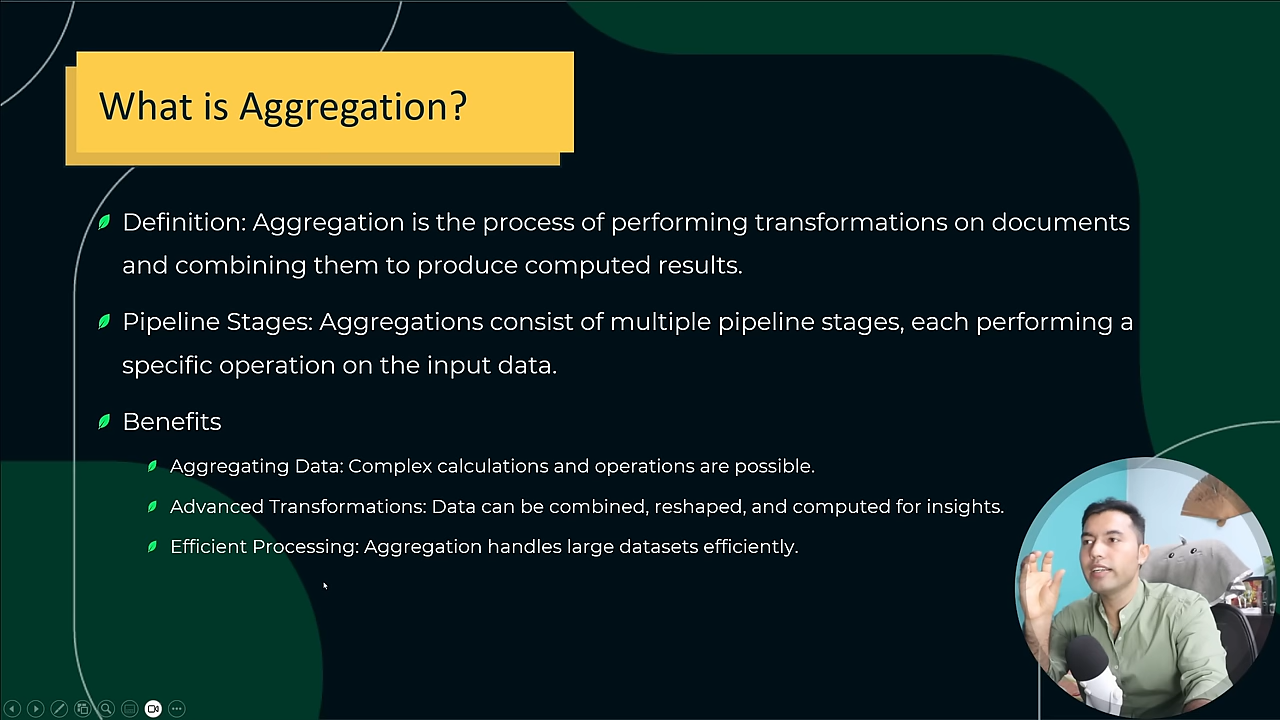 What is Aggregation?
Definition: Aggregation is the process of performing transformations on documents
and combining them to produce computed results.
Pipeline Stages: Aggregations consist of multiple pipeline stages, each performing a
specific operation on the input data.
Benefits
Aggregating Data: Complex calculations and operations are possible.
Advanced Transformations: Data can be combined, reshaped, and computed for insights.
Efficient Processing: Aggregation handles large datasets efficiently.